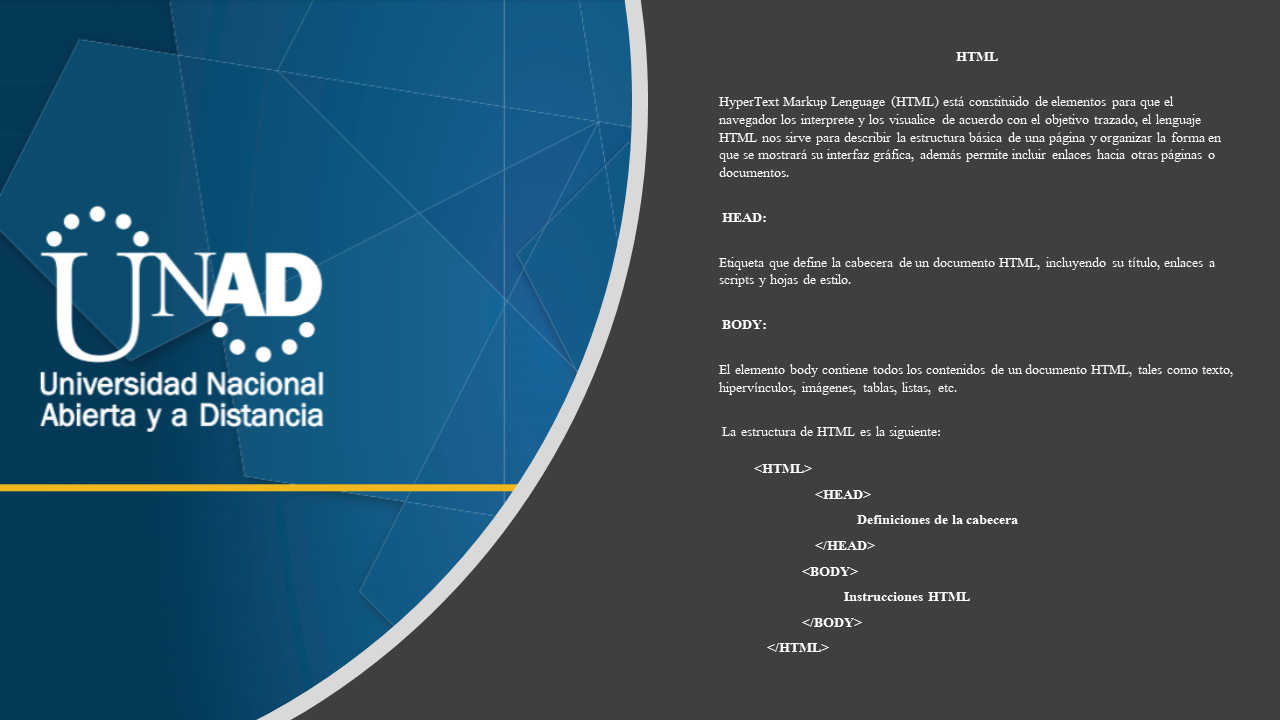 UNAD
Universidad Nacional
Abierta y a Distancia
HTML
HyperText Markup Lenguage (HTML) está constituido de elementos para que el
navegador los interprete y los visualice de acuerdo con el objetivo trazado, el lenguaje
HTML nos sirve para describir la estructura básica de una página y organizar la forma en
que se mostrará su interfaz gráfica, además permite incluir enlaces hacia otras páginas o
documentos.
HEAD:
Etiqueta que define la cabecera de un documento HTML, incluyendo su título, enlaces a
scripts y hojas de estilo.
BODY:
El elemento body contiene todos los contenidos de un documento HTML, tales como texto,
hipervínculos, imágenes, tablas, listas, etc.
La estructura de HTML es la siguiente:
<HTML>
<HEAD>
Definiciones de la cabecera
</HEAD>
<BODY>
Instrucciones HTML
</BODY>
</HTML>